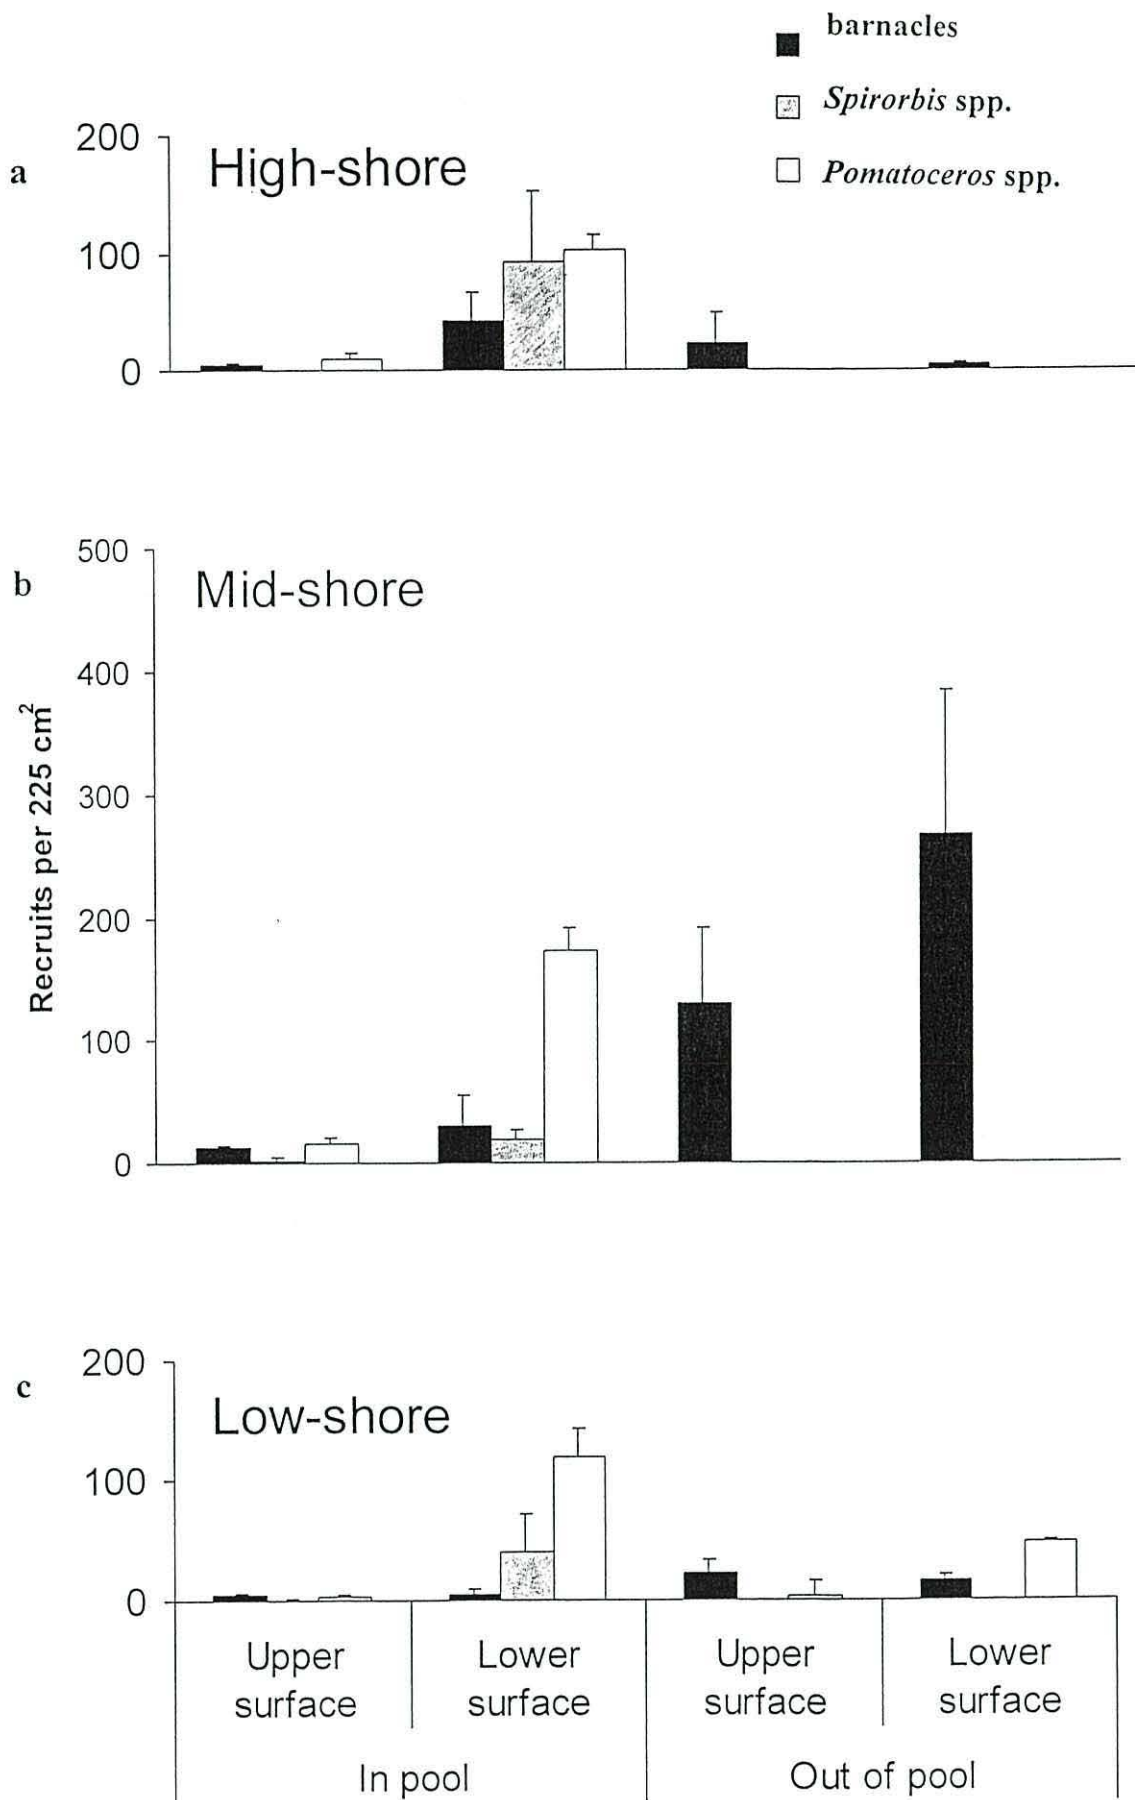 barnacles
Spirorbis spp.
Pomatoceros spp.
a
High-shore
200
100
0
b
Mid-shore
500
400
300
200
100
0
Recruits per 225 cm²
c
Low-shore
200
100
0
Upper surface
Lower surface
Upper surface
Lower surface
In pool
Out of pool